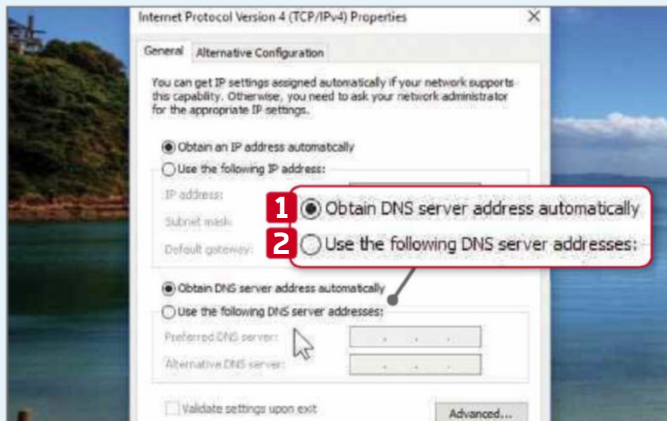 Internet Protocol Version 4 (TCP/IPv4) Properties
General Alternative Configuration
You can get IP settings assigned automatically if your network supports
this capability. Otherwise, you need to ask your network administrator
for the appropriate IP settings.
Obtain an IP address automatically
Use the following IP address:
IP address:
Subnet mask:
Default gateway:
1 Obtain DNS server address automatically
2 Use the following DNS server addresses:
Obtain DNS server address automatically
Use the following DNS server addresses:
Preferred DNS server:
Alternative DNS server:
Validate settings upon exit
Advanced...